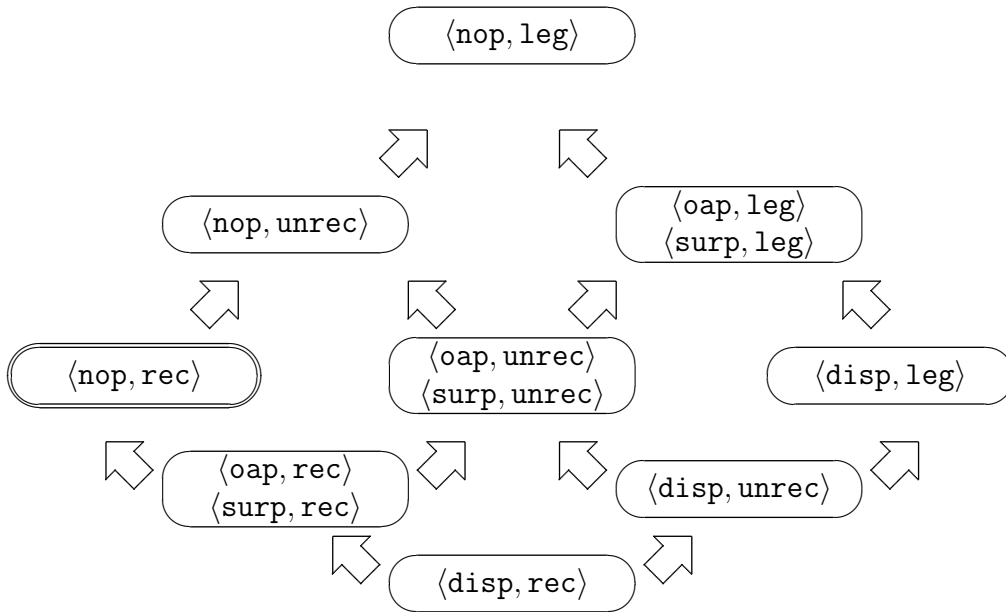 ⟨nop, leg⟩
⟨nop, unrec⟩
⟨oap, leg⟩
⟨surp, leg⟩
⟨nop, rec⟩
⟨oap, unrec⟩
⟨surp, unrec⟩
⟨disp, leg⟩
⟨oap, rec⟩
⟨surp, rec⟩
⟨disp, unrec⟩
⟨disp, rec⟩